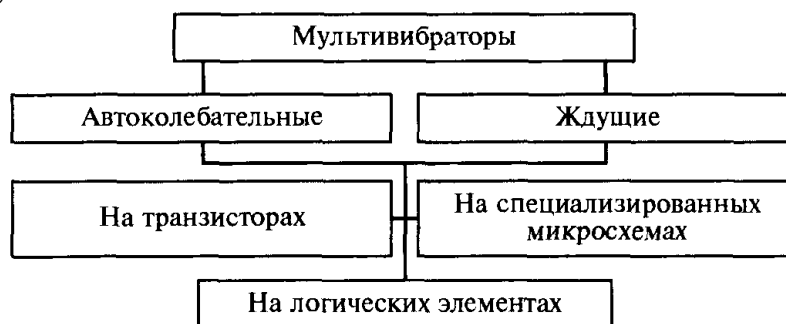 Мультивибраторы
Автоколебательные
Ждущие
На транзисторах
На специализированных
микросхемах
На логических элементах